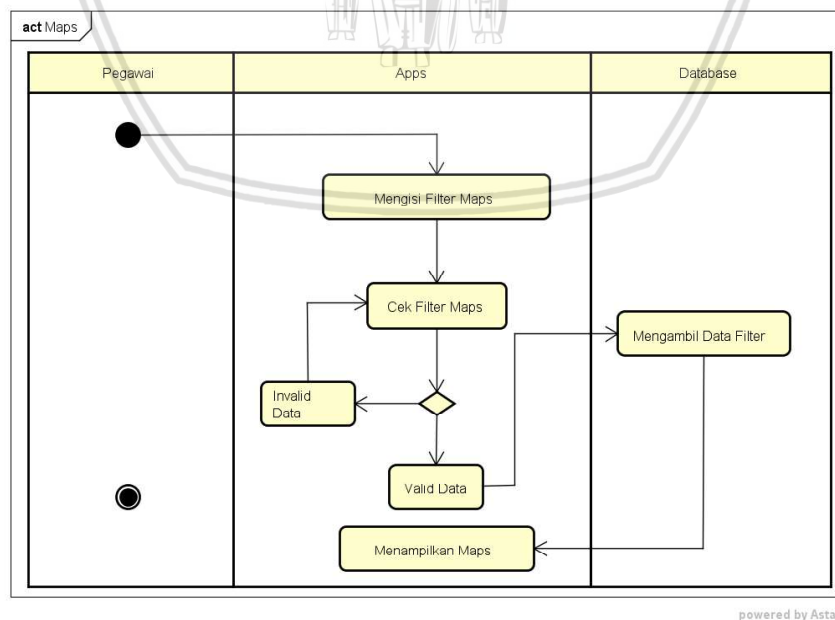 act Maps
Pegawai
Apps
Database
Mengisi Filter Maps
Cek Filter Maps
Mengambil Data Filter
Invalid
Data
Valid Data
Menampilkan Maps
powered by Asta